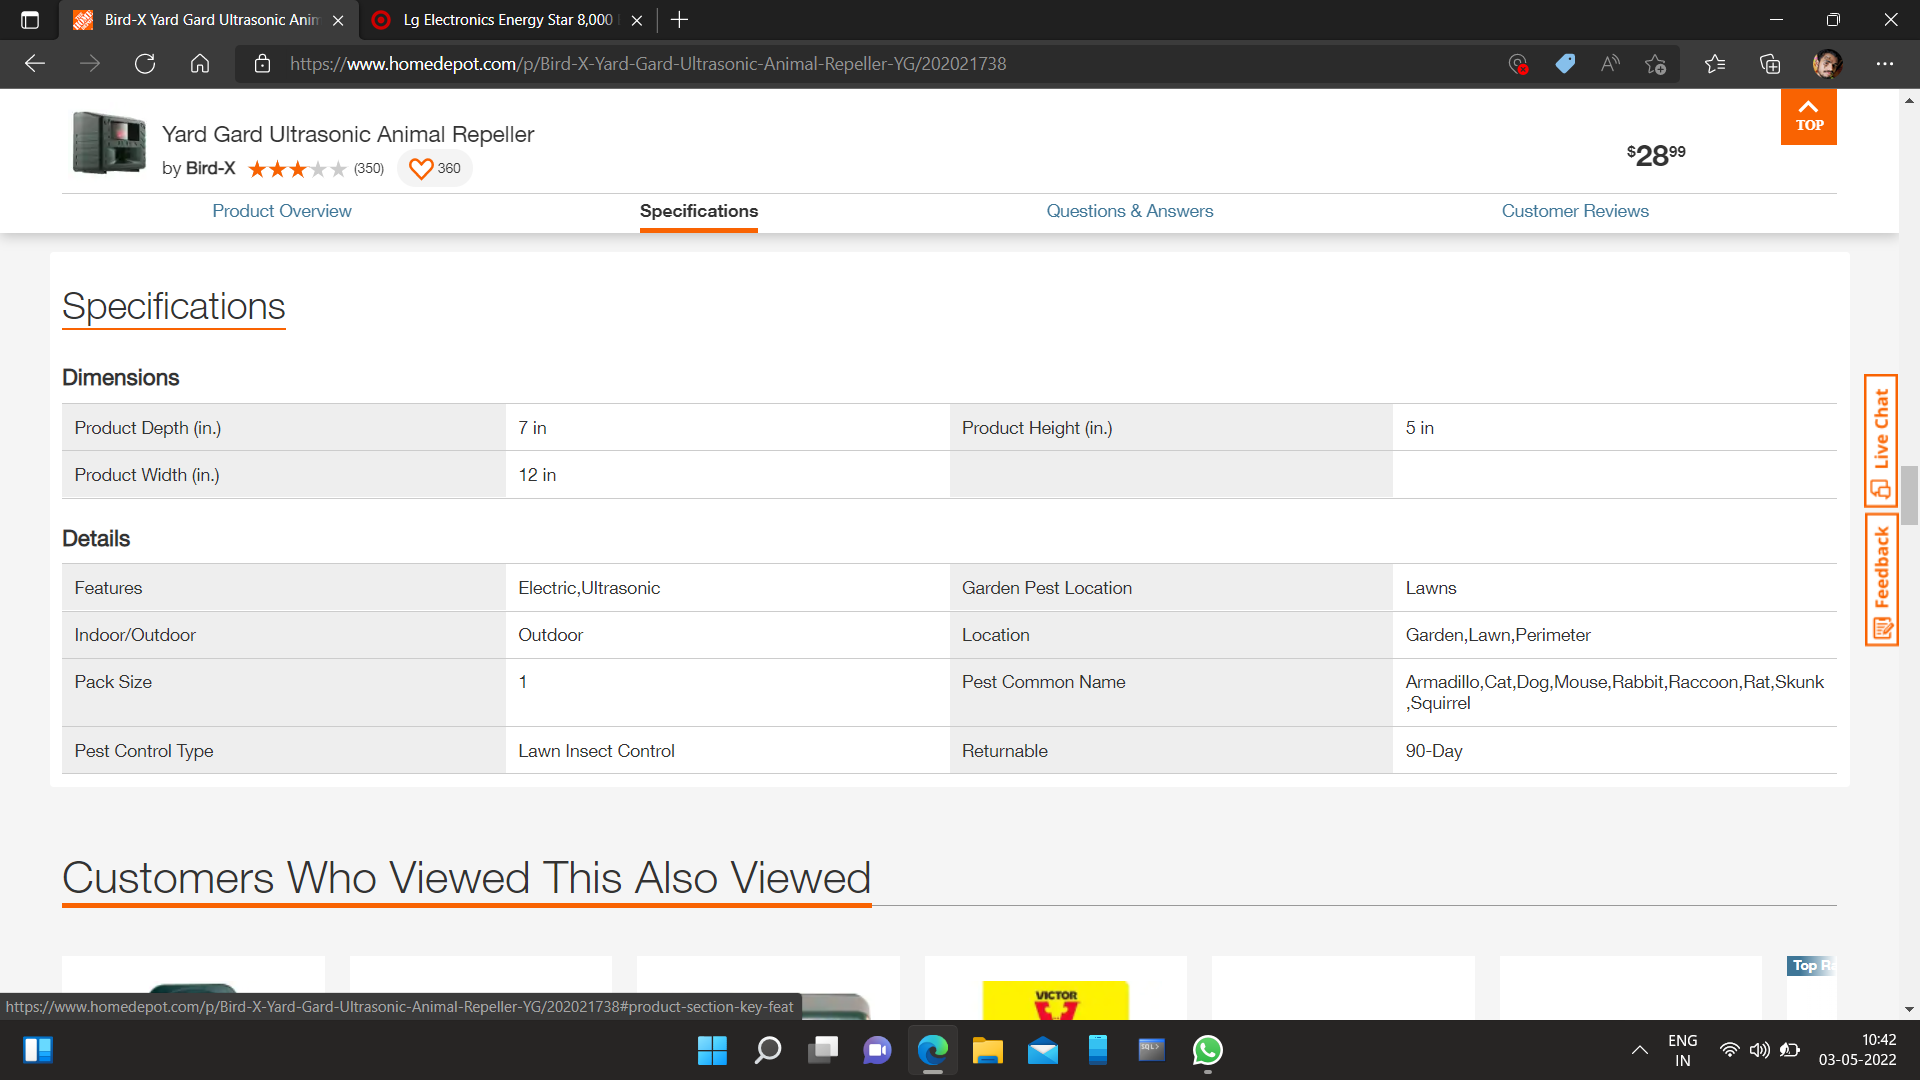 Bird-X Yard Gard Ultrasonic Anim
Lg Electronics Energy Star 8,000
https://www.homedepot.com/p/Bird-X-Yard-Gard-Ultrasonic-Animal-Repeller-YG/202021738
Yard Gard Ultrasonic Animal Repeller
by Bird-X (350) 360
$2899
TOP
Product Overview
Specifications
Questions & Answers
Customer Reviews
Specifications
Dimensions
Product Depth (in.) 7 in Product Height (in.) 5 in
Product Width (in.) 12 in
Details
Features Electric,Ultrasonic Garden Pest Location Lawns
Indoor/Outdoor Outdoor Location Garden,Lawn,Perimeter
Pack Size 1 Pest Common Name Armadillo,Cat,Dog,Mouse,Rabbit,Raccoon,Rat,Skunk
,Squirrel
Pest Control Type Lawn Insect Control Returnable 90-Day
Live Chat
Feedback
Customers Who Viewed This Also Viewed
VICTOR
Top Ra
https://www.homedepot.com/p/Bird-X-Yard-Gard-Ultrasonic-Animal-Repeller-YG/202021738#product-section-key-feat
SQL>
ENG
IN
10:42
03-05-2022